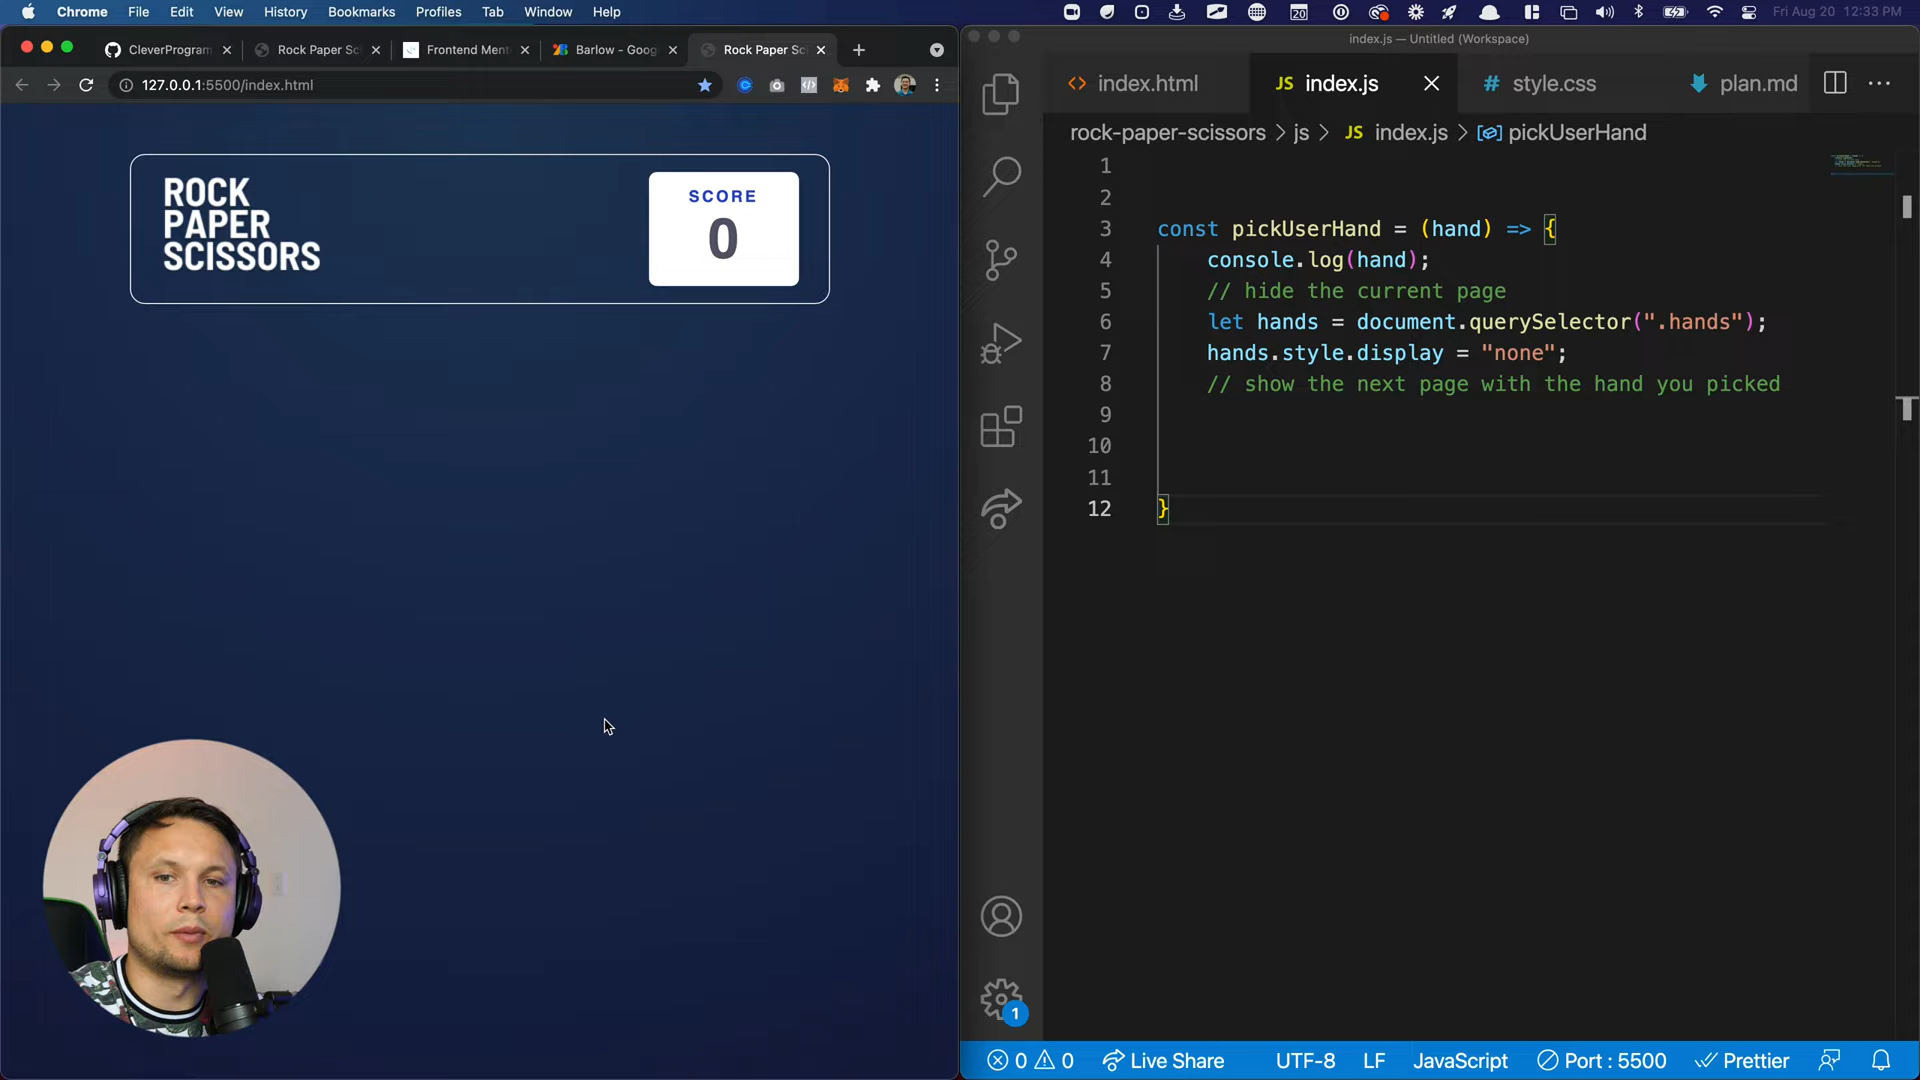 Chrome File Edit View History Bookmarks Profiles Tab Window Help
20
Fri Aug 20 12:33 PM
CleverProgram
Rock Paper Sc
Frontend Ment
Barlow - Goog
Rock Paper Sci
127.0.0.1:5500/index.html
ROCK
PAPER
SCISSORS
SCORE
0
index.js — Untitled (Workspace)
<> index.html
JS index.js
# style.css
plan.md
rock-paper-scissors > js > JS index.js > pickUserHand
1
2
3 const pickUserHand = (hand) => {
4 console.log(hand);
5 // hide the current page
6 let hands = document.querySelector(".hands");
7 hands.style.display = "none";
8 // show the next page with the hand you picked
9
10
11
12 }
1
0 0 Live Share UTF-8 LF JavaScript Port : 5500 Prettier